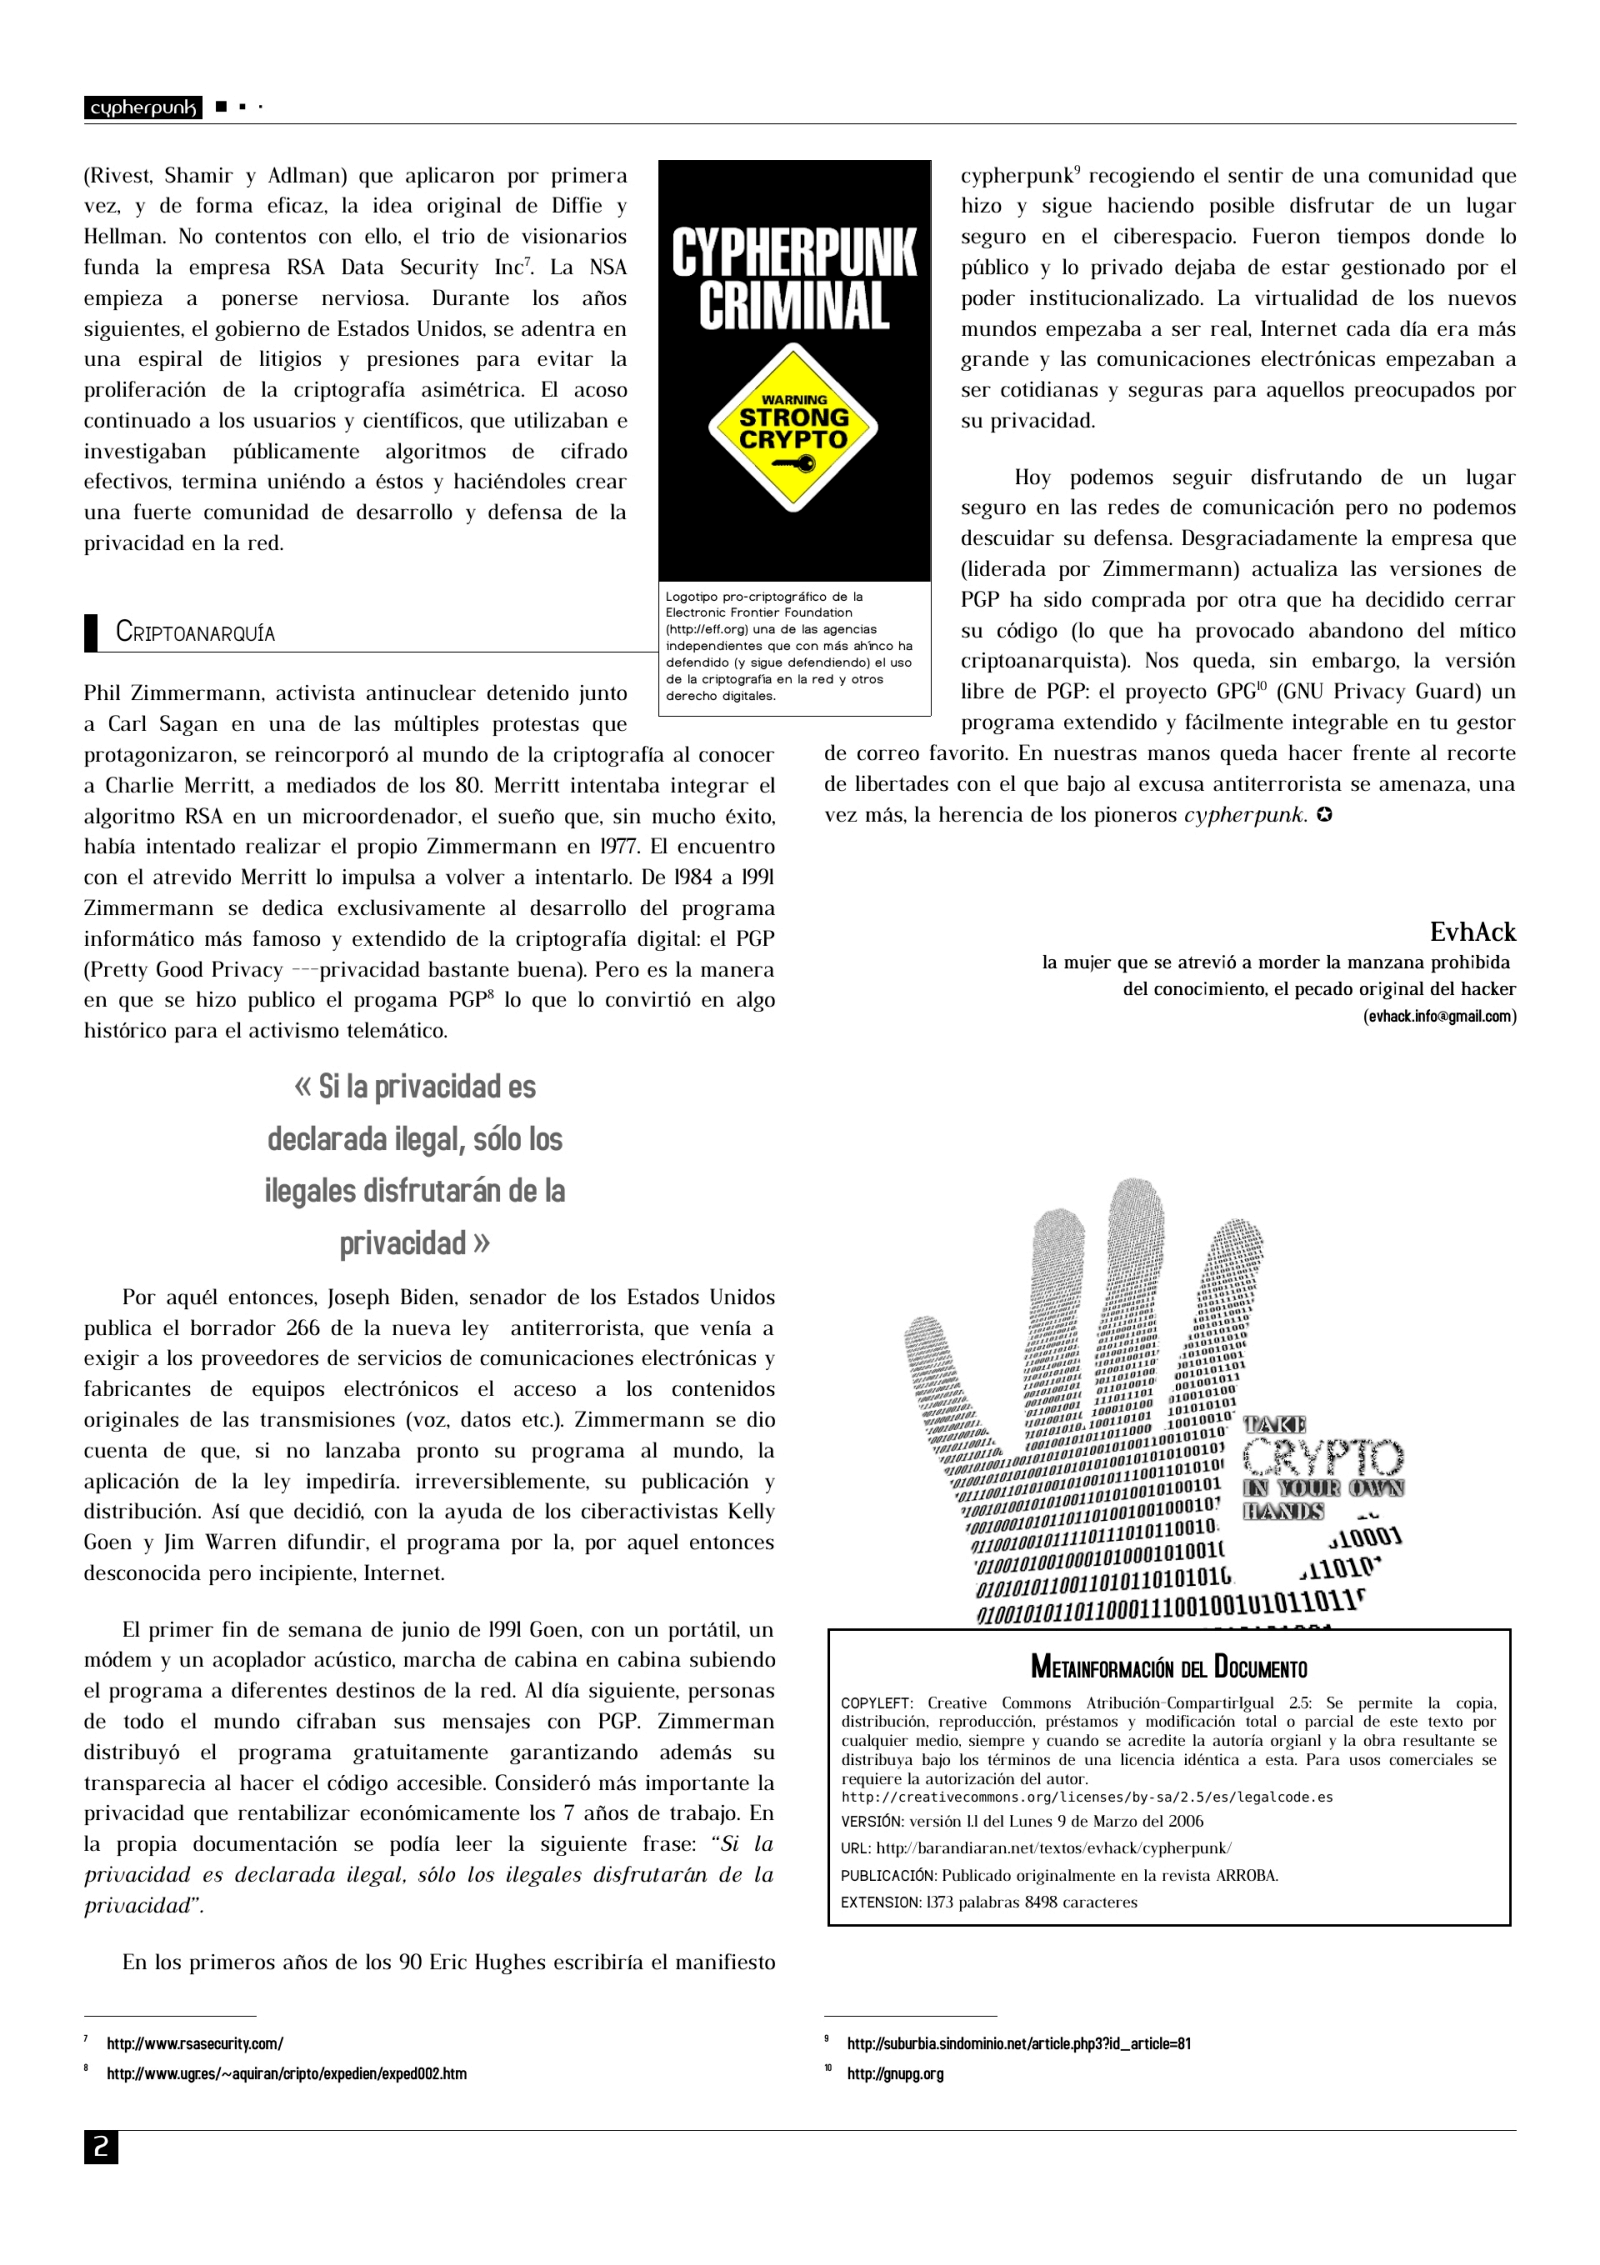 cypherpunk
(Rivest, Shamir y Adlman) que aplicaron por primera
vez, y de forma eficaz, la idea original de Diffie y
Hellman. No contentos con ello, el trio de visionarios
funda la empresa RSA Data Security Inc7. La NSA
empieza a ponerse nerviosa. Durante los años
siguientes, el gobierno de Estados Unidos, se adentra en
una espiral de litigios y presiones para evitar la
proliferación de la criptografía asimétrica. El acoso
continuado a los usuarios y científicos, que utilizaban e
investigaban públicamente algoritmos de cifrado
efectivos, termina uniéndo a éstos y haciéndoles crear
una fuerte comunidad de desarrollo y defensa de la
privacidad en la red.
CRIPTOANARQUÍA
Phil Zimmermann, activista antinuclear detenido junto
a Carl Sagan en una de las múltiples protestas que
protagonizaron, se reincorporó al mundo de la criptografía al conocer
a Charlie Merritt, a mediados de los 80. Merritt intentaba integrar el
algoritmo RSA en un microordenador, el sueño que, sin mucho éxito,
había intentado realizar el propio Zimmermann en 1977. El encuentro
con el atrevido Merritt lo impulsa a volver a intentarlo. De 1984 a 1991
Zimmermann se dedica exclusivamente al desarrollo del programa
informático más famoso y extendido de la criptografía digital: el PGP
(Pretty Good Privacy ---privacidad bastante buena). Pero es la manera
en que se hizo publico el progama PGP8 lo que lo convirtió en algo
histórico para el activismo telemático.
« Si la privacidad es
declarada ilegal, sólo los
ilegales disfrutarán de la
privacidad »
Por aquél entonces, Joseph Biden, senador de los Estados Unidos
publica el borrador 266 de la nueva ley antiterrorista, que venía a
exigir a los proveedores de servicios de comunicaciones electrónicas y
fabricantes de equipos electrónicos el acceso a los contenidos
originales de las transmisiones (voz, datos etc.). Zimmermann se dio
cuenta de que, si no lanzaba pronto su programa al mundo, la
aplicación de la ley impediría. irreversiblemente, su publicación y
distribución. Así que decidió, con la ayuda de los ciberactivistas Kelly
Goen y Jim Warren difundir, el programa por la, por aquel entonces
desconocida pero incipiente, Internet.
El primer fin de semana de junio de 1991 Goen, con un portátil, un
módem y un acoplador acústico, marcha de cabina en cabina subiendo
el programa a diferentes destinos de la red. Al día siguiente, personas
de todo el mundo cifraban sus mensajes con PGP. Zimmerman
distribuyó el programa gratuitamente garantizando además su
transparecia al hacer el código accesible. Consideró más importante la
privacidad que rentabilizar económicamente los 7 años de trabajo. En
la propia documentación se podía leer la siguiente frase: “Si la
privacidad es declarada ilegal, sólo los ilegales disfrutarán de la
privacidad”.
En los primeros años de los 90 Eric Hughes escribiría el manifiesto
7 http://www.rsasecurity.com/
8 http://www.ugr.es/~aquiran/cripto/expedien/exped002.htm
CYPHERPUNK
CRIMINAL
WARNING
STRONG
CRYPTO
Logotipo pro-criptográfico de la
Electronic Frontier Foundation
(http://eff.org) una de las agencias
independientes que con más ahínco ha
defendido (y sigue defendiendo) el uso
de la criptografía en la red y otros
derecho digitales.
cypherpunk9 recogiendo el sentir de una comunidad que
hizo y sigue haciendo posible disfrutar de un lugar
seguro en el ciberespacio. Fueron tiempos donde lo
público y lo privado dejaba de estar gestionado por el
poder institucionalizado. La virtualidad de los nuevos
mundos empezaba a ser real, Internet cada día era más
grande y las comunicaciones electrónicas empezaban a
ser cotidianas y seguras para aquellos preocupados por
su privacidad.
Hoy podemos seguir disfrutando de un lugar
seguro en las redes de comunicación pero no podemos
descuidar su defensa. Desgraciadamente la empresa que
(liderada por Zimmermann) actualiza las versiones de
PGP ha sido comprada por otra que ha decidido cerrar
su código (lo que ha provocado abandono del mítico
criptoanarquista). Nos queda, sin embargo, la versión
libre de PGP: el proyecto GPG10 (GNU Privacy Guard) un
programa extendido y fácilmente integrable en tu gestor
de correo favorito. En nuestras manos queda hacer frente al recorte
de libertades con el que bajo al excusa antiterrorista se amenaza, una
vez más, la herencia de los pioneros cypherpunk. ✪
EvhAck
la mujer que se atrevió a morder la manzana prohibida
del conocimiento, el pecado original del hacker
(evhack.info@gmail.com)
TAKE
CRYPTO
IN YOUR OWN
HANDS
METAINFORMACIÓN DEL DOCUMENTO
COPYLEFT: Creative Commons Atribución-CompartirIgual 2.5: Se permite la copia,
distribución, reproducción, préstamos y modificación total o parcial de este texto por
cualquier medio, siempre y cuando se acredite la autoría orgianl y la obra resultante se
distribuya bajo los términos de una licencia idéntica a esta. Para usos comerciales se
requiere la autorización del autor.
http://creativecommons.org/licenses/by-sa/2.5/es/legalcode.es
VERSIÓN: versión 1.1 del Lunes 9 de Marzo del 2006
URL: http://barandiaran.net/textos/evhack/cypherpunk/
PUBLICACIÓN: Publicado originalmente en la revista ARROBA.
EXTENSION: 1373 palabras 8498 caracteres
9 http://suburbia.sindominio.net/article.php3?id_article=81
10 http://gnupg.org
2